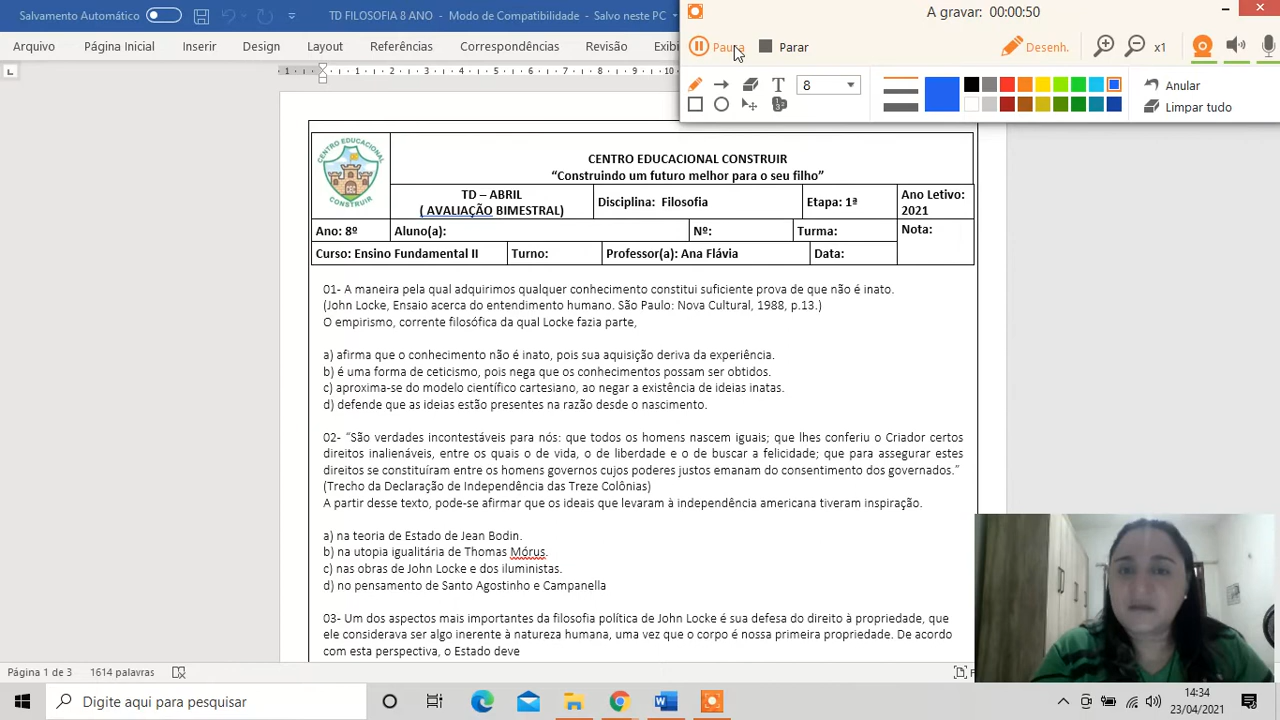 Salvamento Automático
TD FILOSOFIA 8 ANO - Modo de Compatibilidade - Salvo neste PC
A gravar: 00:00:50
Arquivo Página Inicial Inserir Design Layout Referências Correspondências Revisão Exibi
Pausa Parar Desenh. x1
T 8 Anular
Limpar tudo
CENTRO EDUCACIONAL
CONSTRUIR
CENTRO EDUCACIONAL CONSTRUIR
“Construindo um futuro melhor para o seu filho”
TD – ABRIL
( AVALIAÇÃO BIMESTRAL)
Disciplina: Filosofia
Etapa: 1ª
Ano Letivo:
2021
Ano: 8º Aluno(a): Nº: Turma: Nota:
Curso: Ensino Fundamental II Turno: Professor(a): Ana Flávia Data:
01- A maneira pela qual adquirimos qualquer conhecimento constitui suficiente prova de que não é inato.
(John Locke, Ensaio acerca do entendimento humano. São Paulo: Nova Cultural, 1988, p.13.)
O empirismo, corrente filosófica da qual Locke fazia parte,
a) afirma que o conhecimento não é inato, pois sua aquisição deriva da experiência.
b) é uma forma de ceticismo, pois nega que os conhecimentos possam ser obtidos.
c) aproxima-se do modelo científico cartesiano, ao negar a existência de ideias inatas.
d) defende que as ideias estão presentes na razão desde o nascimento.
02- “São verdades incontestáveis para nós: que todos os homens nascem iguais; que lhes conferiu o Criador certos
direitos inalienáveis, entre os quais o de vida, o de liberdade e o de buscar a felicidade; que para assegurar estes
direitos se constituíram entre os homens governos cujos poderes justos emanam do consentimento dos governados.”
(Trecho da Declaração de Independência das Treze Colônias)
A partir desse texto, pode-se afirmar que os ideais que levaram à independência americana tiveram inspiração.
a) na teoria de Estado de Jean Bodin.
b) na utopia igualitária de Thomas Mórus.
c) nas obras de John Locke e dos iluministas.
d) no pensamento de Santo Agostinho e Campanella
03- Um dos aspectos mais importantes da filosofia política de John Locke é sua defesa do direito à propriedade, que
ele considerava ser algo inerente à natureza humana, uma vez que o corpo é nossa primeira propriedade. De acordo
com esta perspectiva, o Estado deve
Página 1 de 3 1614 palavras
Digite aqui para pesquisar
14:34
23/04/2021